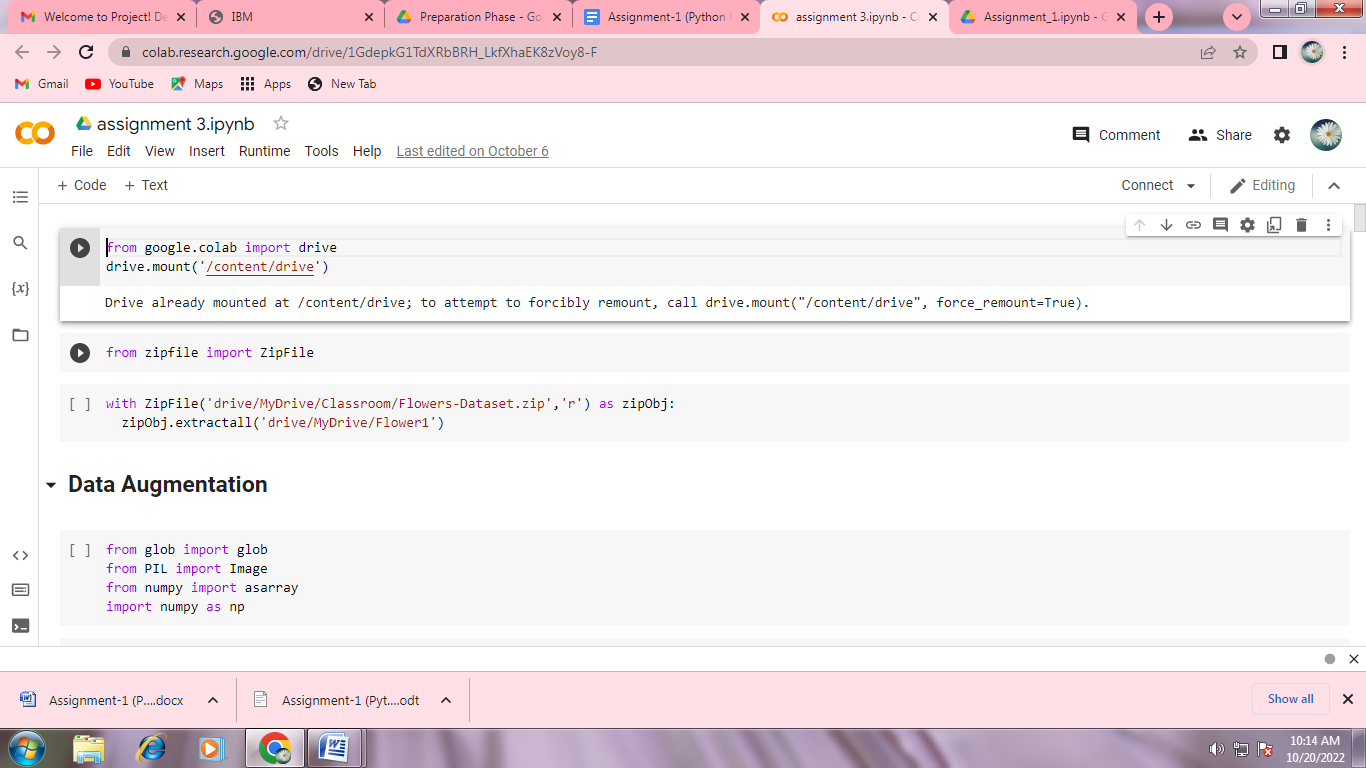 Welcome to Project! De
IBM
Preparation Phase - Go
Assignment-1 (Python
assignment 3.ipynb - C
Assignment_1.ipynb - G
colab.research.google.com/drive/1GdepkG1TdXRbBRH_LkfXhaEK8zVoy8-F
Gmail YouTube Maps Apps New Tab
assignment 3.ipynb
File Edit View Insert Runtime Tools Help Last edited on October 6
Comment Share
+ Code + Text
Connect Editing
from google.colab import drive
drive.mount('/content/drive')
Drive already mounted at /content/drive; to attempt to forcibly remount, call drive.mount("/content/drive", force_remount=True).
from zipfile import ZipFile
[ ] with ZipFile('drive/MyDrive/Classroom/Flowers-Dataset.zip','r') as zipObj:
zipObj.extractall('drive/MyDrive/Flower1')
Data Augmentation
[ ] from glob import glob
from PIL import Image
from numpy import asarray
import numpy as np
Assignment-1 (P....docx
Assignment-1 (Pyt....odt
Show all
10:14 AM
10/20/2022